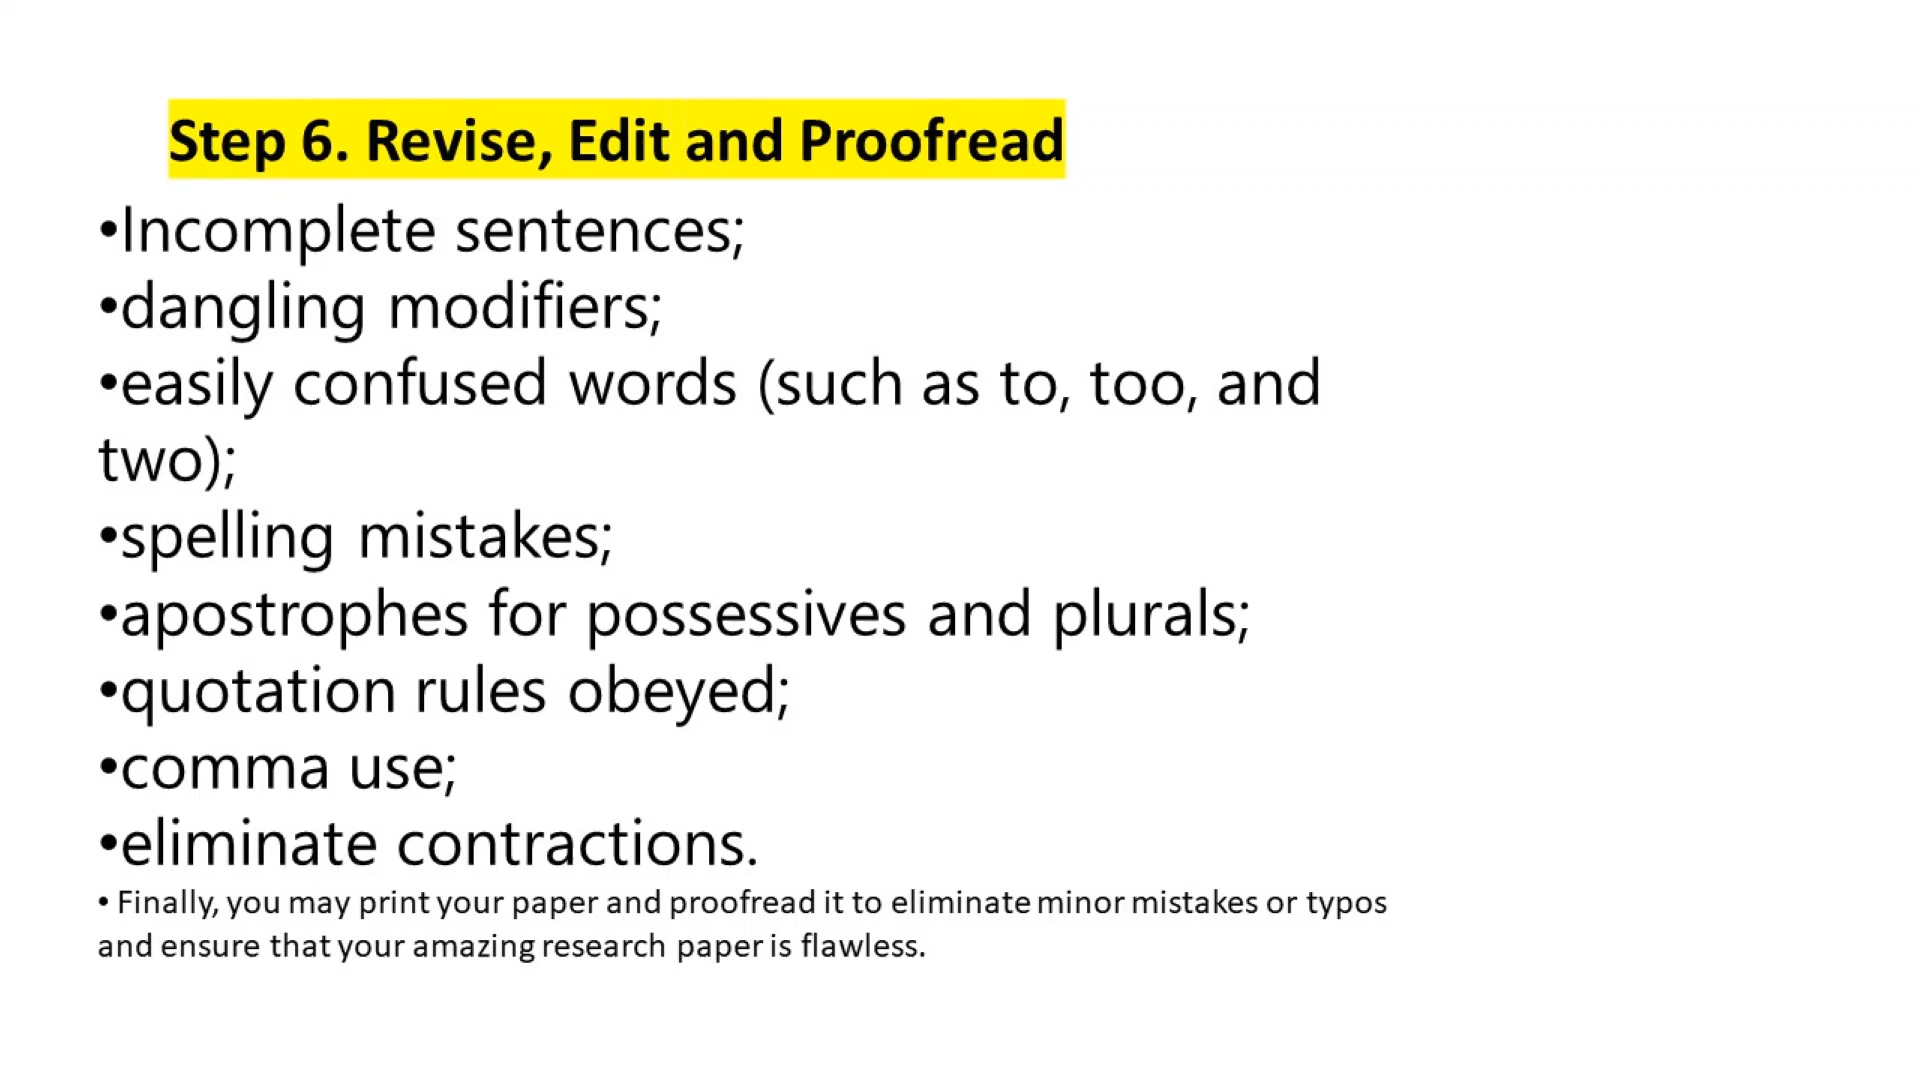 Step 6. Revise, Edit and Proofread
•Incomplete sentences;
•dangling modifiers;
•easily confused words (such as to, too, and
two);
•spelling mistakes;
•apostrophes for possessives and plurals;
•quotation rules obeyed;
•comma use;
•eliminate contractions.
• Finally, you may print your paper and proofread it to eliminate minor mistakes or typos
and ensure that your amazing research paper is flawless.